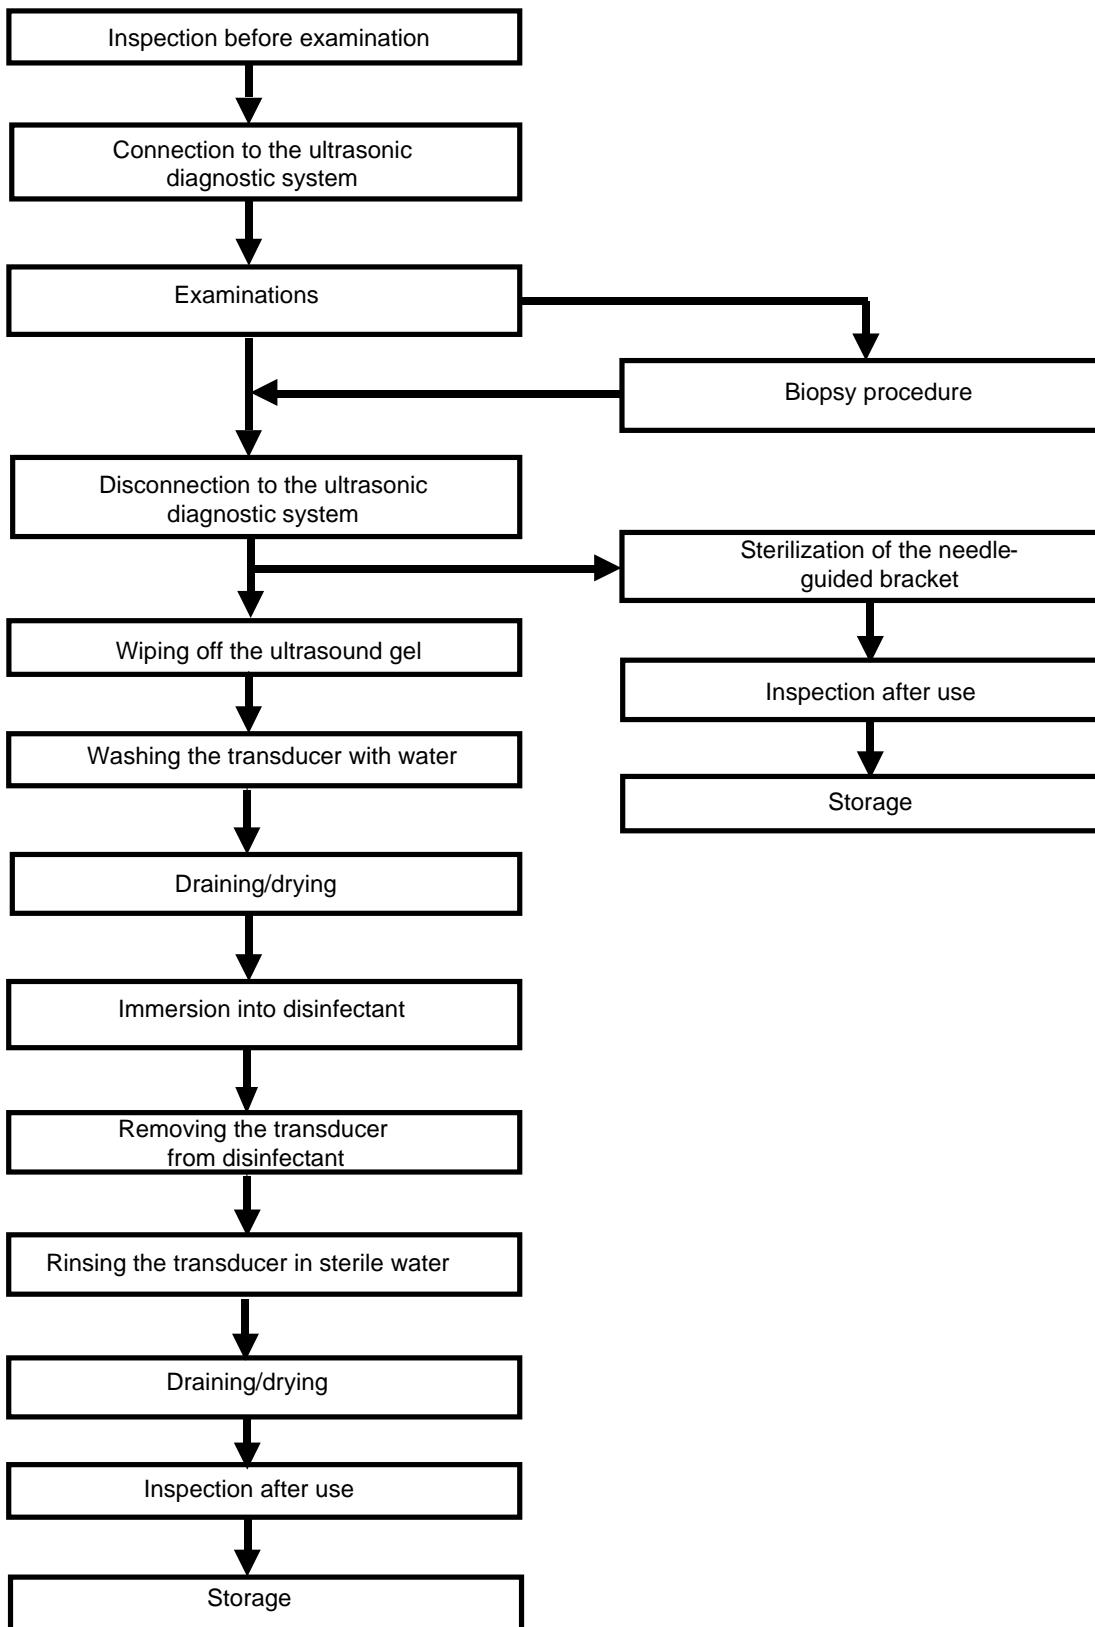 Inspection before examination
Connection to the ultrasonic
diagnostic system
Examinations
Biopsy procedure
Disconnection to the ultrasonic
diagnostic system
Sterilization of the needle-
guided bracket
Wiping off the ultrasound gel
Inspection after use
Washing the transducer with water
Storage
Draining/drying
Immersion into disinfectant
Removing the transducer
from disinfectant
Rinsing the transducer in sterile water
Draining/drying
Inspection after use
Storage